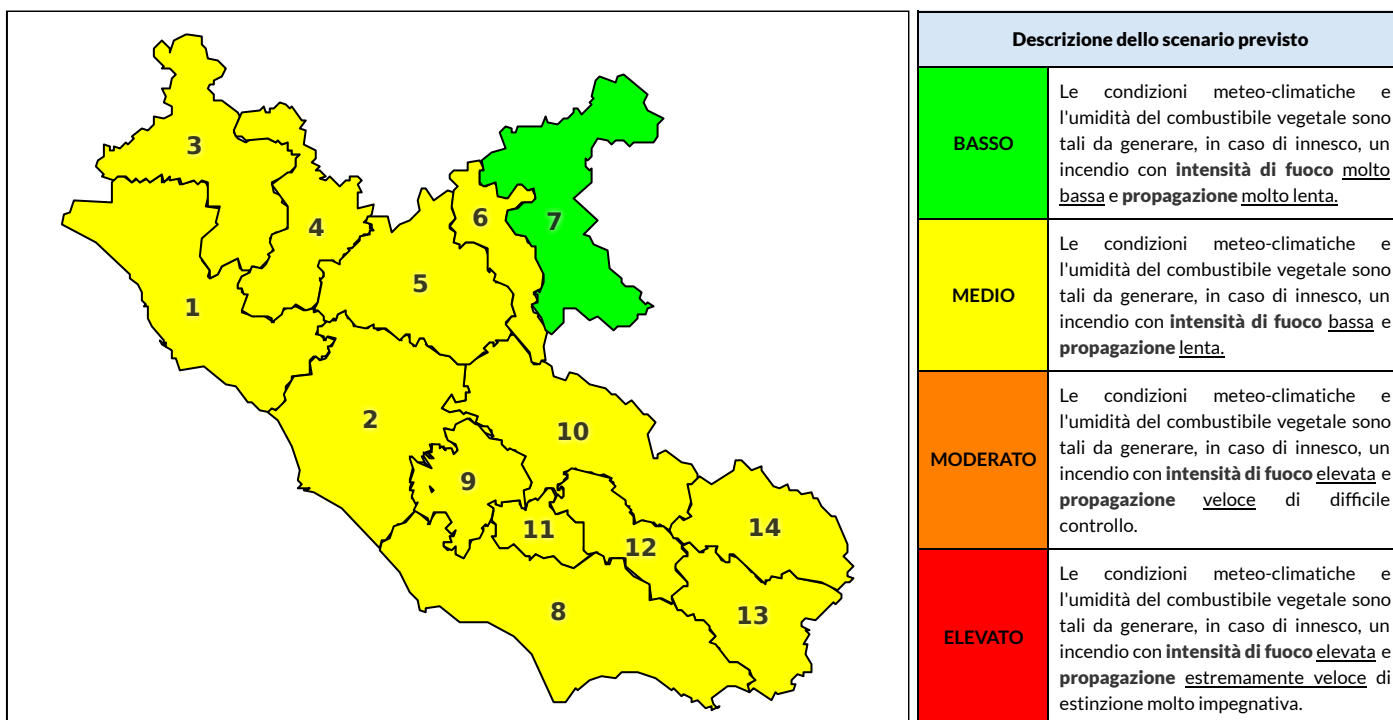 3
4
6
7
5
1
2
10
9
11
12
14
8
13
Descrizione dello scenario previsto
BASSO
Le condizioni meteo-climatiche e
l'umidità del combustibile vegetale sono
tali da generare, in caso di innesco, un
incendio con intensità di fuoco molto
bassa e propagazione molto lenta.
MEDIO
Le condizioni meteo-climatiche e
l'umidità del combustibile vegetale sono
tali da generare, in caso di innesco, un
incendio con intensità di fuoco bassa e
propagazione lenta.
MODERATO
Le condizioni meteo-climatiche e
l'umidità del combustibile vegetale sono
tali da generare, in caso di innesco, un
incendio con intensità di fuoco elevata e
propagazione veloce di difficile
controllo.
ELEVATO
Le condizioni meteo-climatiche e
l'umidità del combustibile vegetale sono
tali da generare, in caso di innesco, un
incendio con intensità di fuoco elevata e
propagazione estremamente veloce di
estinzione molto impegnativa.